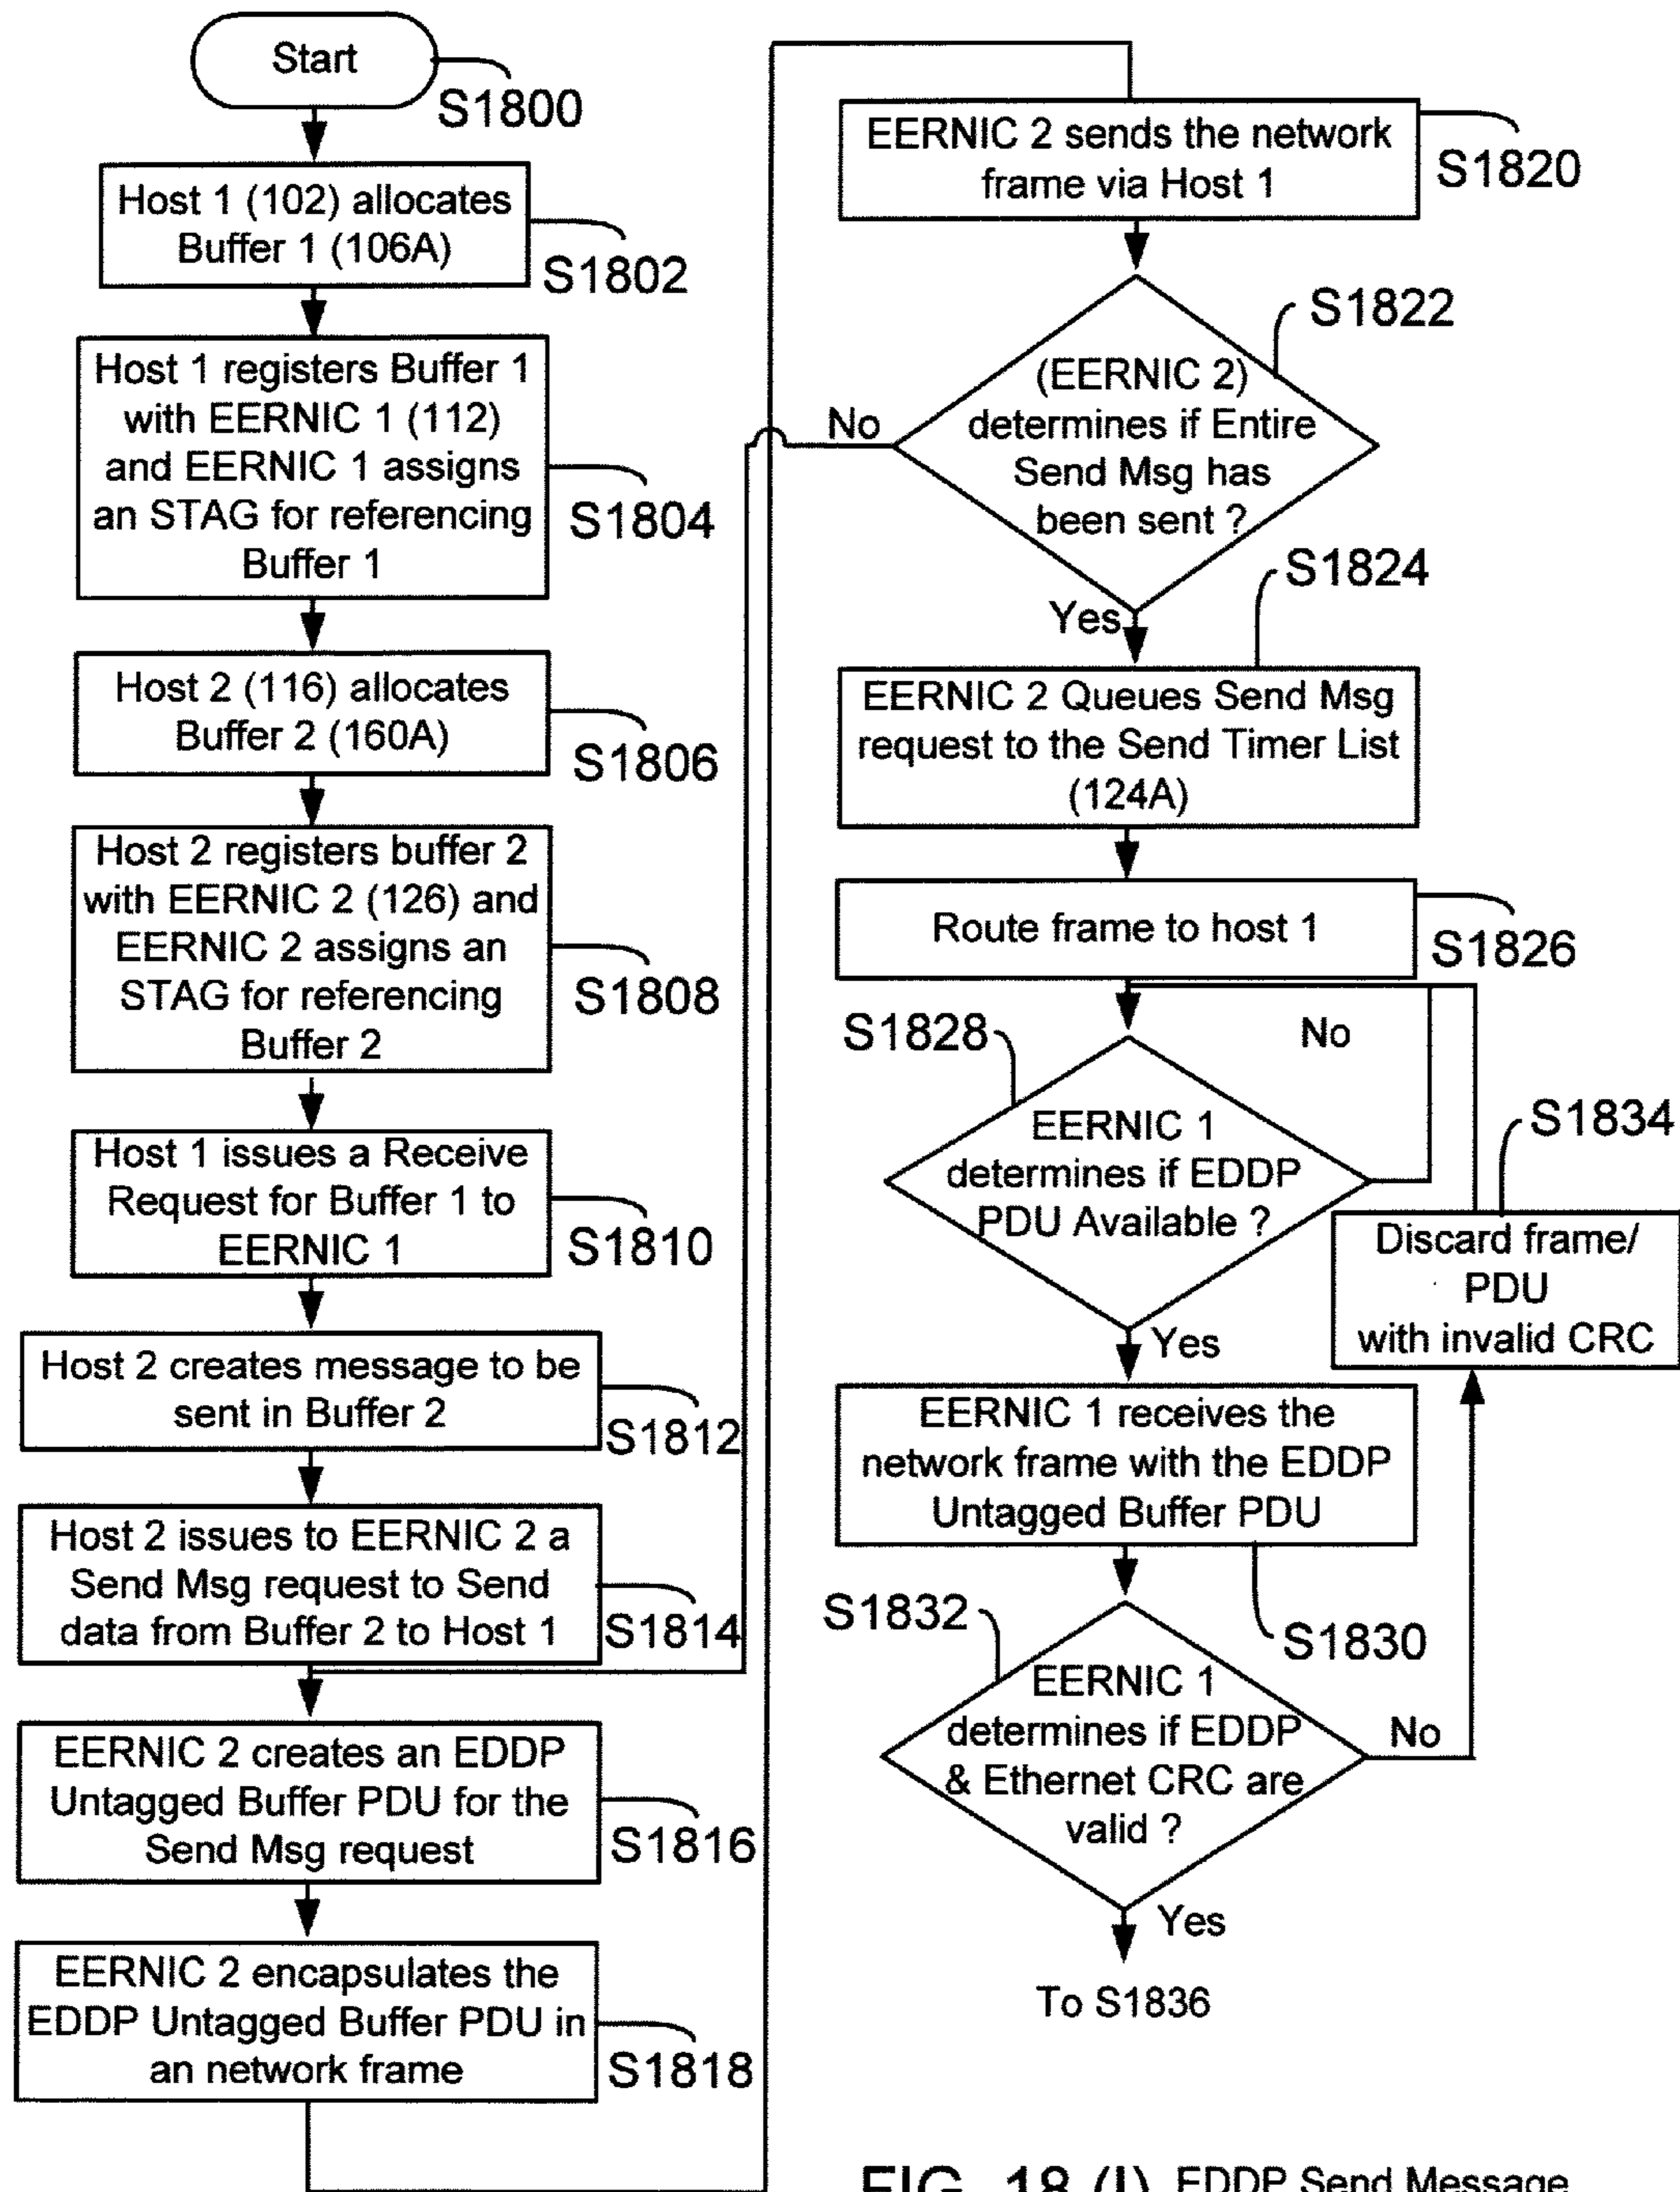 Start
S1800
Host 1 (102) allocates
Buffer 1 (106A)
S1802
Host 1 registers Buffer 1
with EERNIC 1 (112)
and EERNIC 1 assigns
an STAG for referencing
Buffer 1
S1804
Host 2 (116) allocates
Buffer 2 (160A)
S1806
Host 2 registers buffer 2
with EERNIC 2 (126) and
EERNIC 2 assigns an
STAG for referencing
Buffer 2
S1808
Host 1 issues a Receive
Request for Buffer 1 to
EERNIC 1
S1810
Host 2 creates message to be
sent in Buffer 2
S1812
Host 2 issues to EERNIC 2 a
Send Msg request to Send
data from Buffer 2 to Host 1
S1814
EERNIC 2 creates an EDDP
Untagged Buffer PDU for the
Send Msg request
S1816
EERNIC 2 encapsulates the
EDDP Untagged Buffer PDU in
an network frame
S1818
EERNIC 2 sends the network
frame via Host 1
S1820
(EERNIC 2)
determines if Entire
Send Msg has
been sent ?
S1822
No
Yes
S1824
EERNIC 2 Queues Send Msg
request to the Send Timer List
(124A)
Route frame to host 1
S1826
S1828
No
EERNIC 1
determines if EDDP
PDU Available ?
Yes
S1834
Discard frame/
PDU
with invalid CRC
EERNIC 1 receives the
network frame with the EDDP
Untagged Buffer PDU
S1830
S1832
EERNIC 1
determines if EDDP
& Ethernet CRC are
valid ?
No
Yes
To S1836
FIG. 18 (I) EDDP Send Message